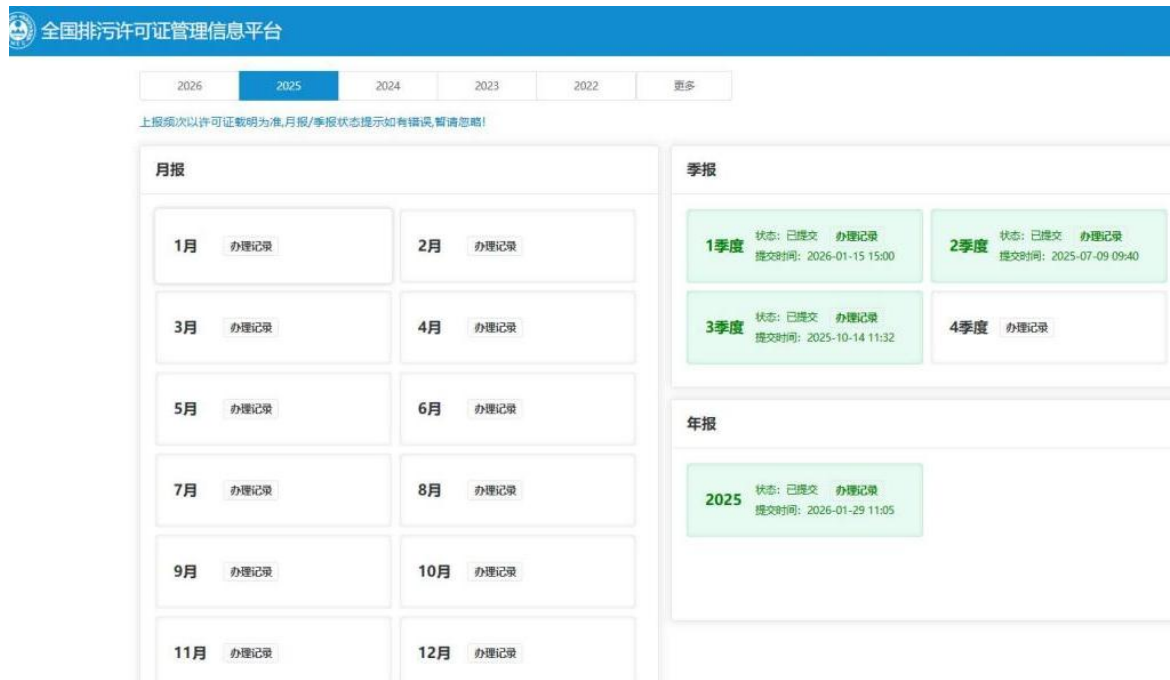 全国排污许可证管理信息平台
2026 2025 2024 2023 2022 更多
上报频次以许可证载明为准,月报/季报状态提示如有错误,暂请忽略!
月报
1月 办理记录
2月 办理记录
3月 办理记录
4月 办理记录
5月 办理记录
6月 办理记录
7月 办理记录
8月 办理记录
9月 办理记录
10月 办理记录
11月 办理记录
12月 办理记录
季报
1季度 状态：已提交 办理记录
提交时间：2026-01-15 15:00
2季度 状态：已提交 办理记录
提交时间：2025-07-09 09:40
3季度 状态：已提交 办理记录
提交时间：2025-10-14 11:32
4季度 办理记录
年报
2025 状态：已提交 办理记录
提交时间：2026-01-29 11:05